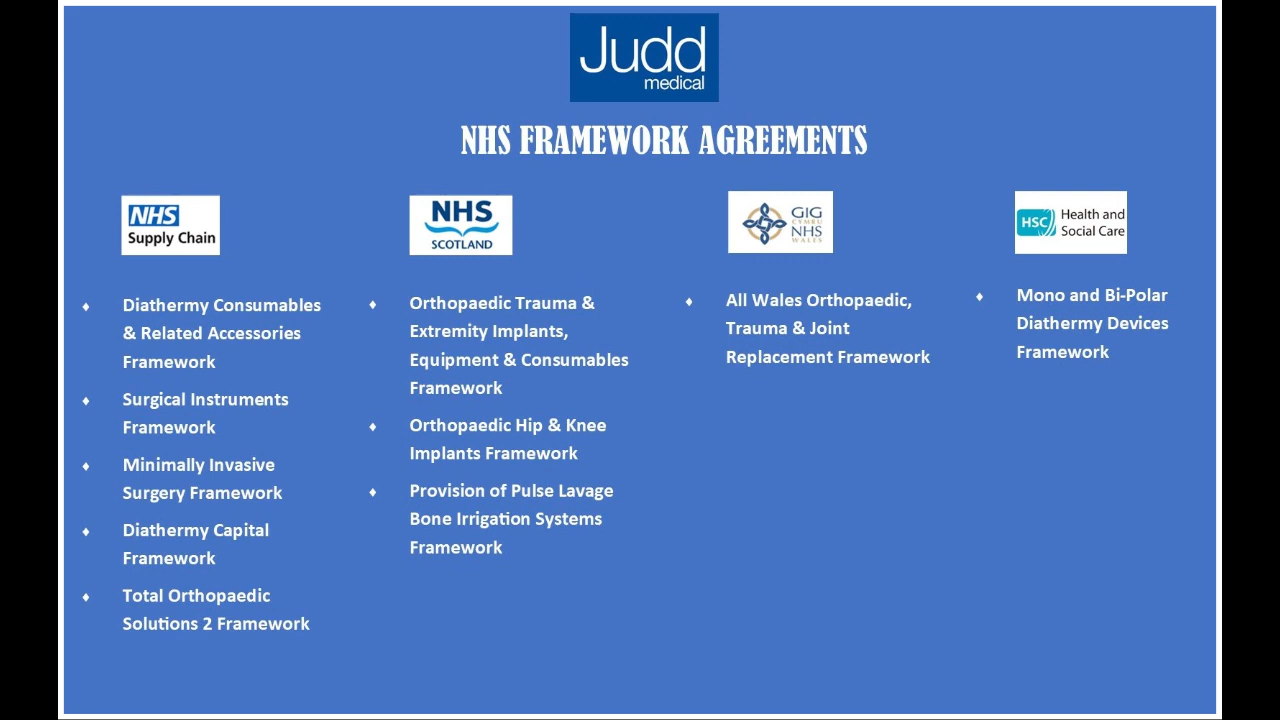 Judd
medical
NHS FRAMEWORK AGREEMENTS
NHS
Supply Chain
Diathermy Consumables
& Related Accessories
Framework
Surgical Instruments
Framework
Minimally Invasive
Surgery Framework
Diathermy Capital
Framework
Total Orthopaedic
Solutions 2 Framework
NHS
SCOTLAND
Orthopaedic Trauma &
Extremity Implants,
Equipment & Consumables
Framework
Orthopaedic Hip & Knee
Implants Framework
Provision of Pulse Lavage
Bone Irrigation Systems
Framework
GIG
CYMRU
NHS
WALES
All Wales Orthopaedic,
Trauma & Joint
Replacement Framework
HSC
Health and
Social Care
Mono and Bi-Polar
Diathermy Devices
Framework